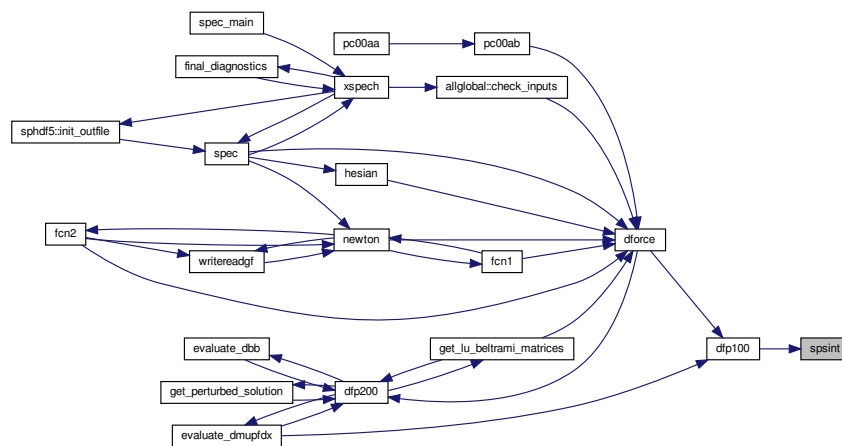 spec_main
pc00aa
pc00ab
final_diagnostics
xspech
allglobal::check_inputs
sphdf5::init_outfile
spec
hesian
fcn2
newton
dforce
writereadgf
fcn1
evaluate_dbb
get_lu_beltrami_matrices
dfp100
spsint
get_perturbed_solution
dfp200
evaluate_dmupfdx